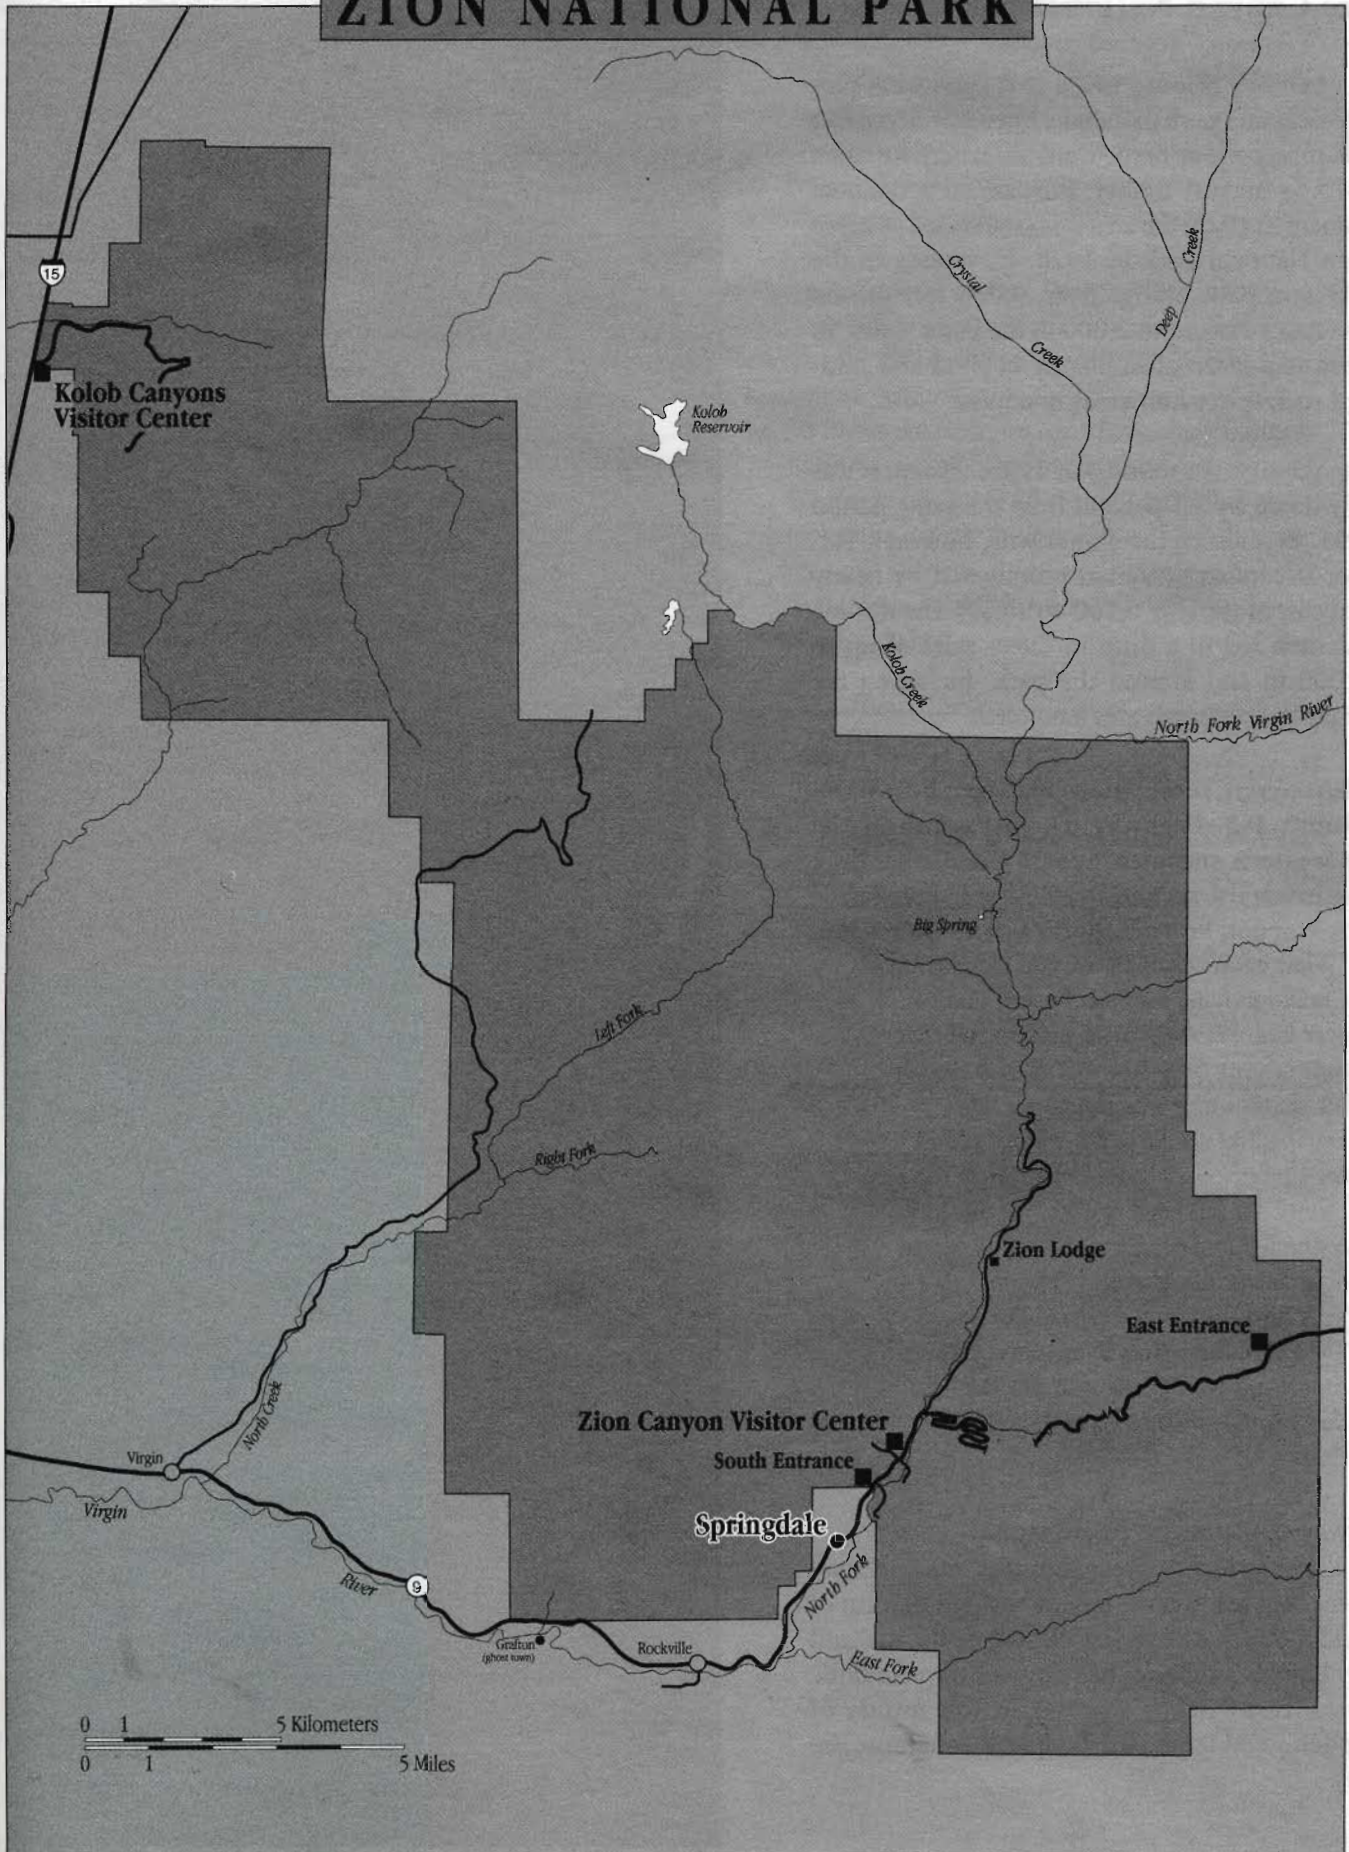 ZION NATIONAL PARK
15
Kolob Canyons
Visitor Center
Kolob
Reservoir
Crystal
Creek
Deep
Creek
Kolob Creek
North Fork Virgin River
Big Spring
Left Fork
Right Fork
Zion Lodge
East Entrance
Zion Canyon Visitor Center
South Entrance
Springdale
North Creek
Virgin
Virgin
River
9
Grafton
(ghost town)
Rockville
North Fork
East Fork
0 1 5 Kilometers
0 1 5 Miles